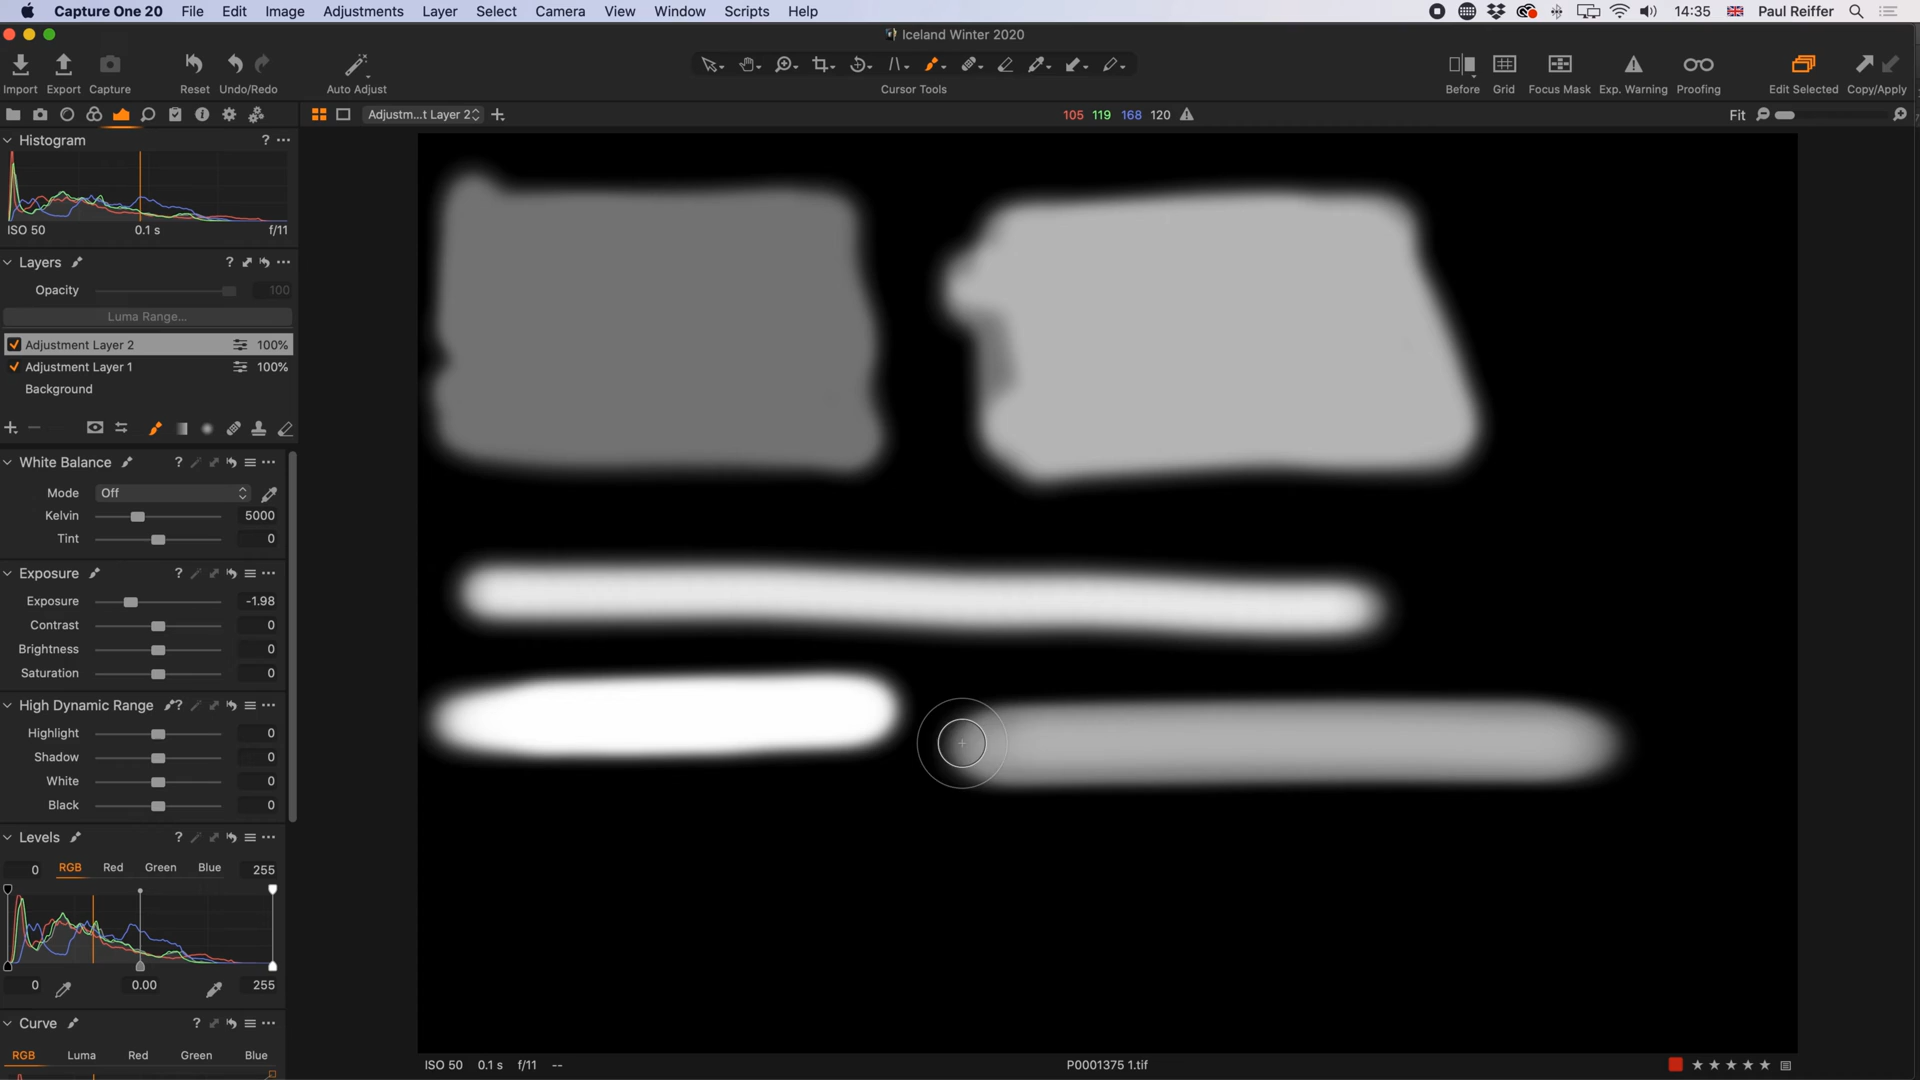 Capture One 20 File Edit Image Adjustments Layer Select Camera View Window Scripts Help 14:35 Paul Reiffer
Iceland Winter 2020
Import Export Capture Reset Undo/Redo Auto Adjust Cursor Tools Before Grid Focus Mask Exp. Warning Proofing Edit Selected Copy/Apply
Adjustm...t Layer 2 105 119 168 120 Fit
Histogram ?
ISO 50 0.1 s f/11
Layers ?
Opacity 100
Luma Range...
Adjustment Layer 2 100%
Adjustment Layer 1 100%
Background
White Balance ?
Mode Off
Kelvin 5000
Tint 0
Exposure ?
Exposure -1.98
Contrast 0
Brightness 0
Saturation 0
High Dynamic Range ?
Highlight 0
Shadow 0
White 0
Black 0
Levels ?
0 RGB Red Green Blue 255
0 0.00 255
Curve ?
RGB Luma Red Green Blue
ISO 50 0.1 s f/11 -- P0001375 1.tif